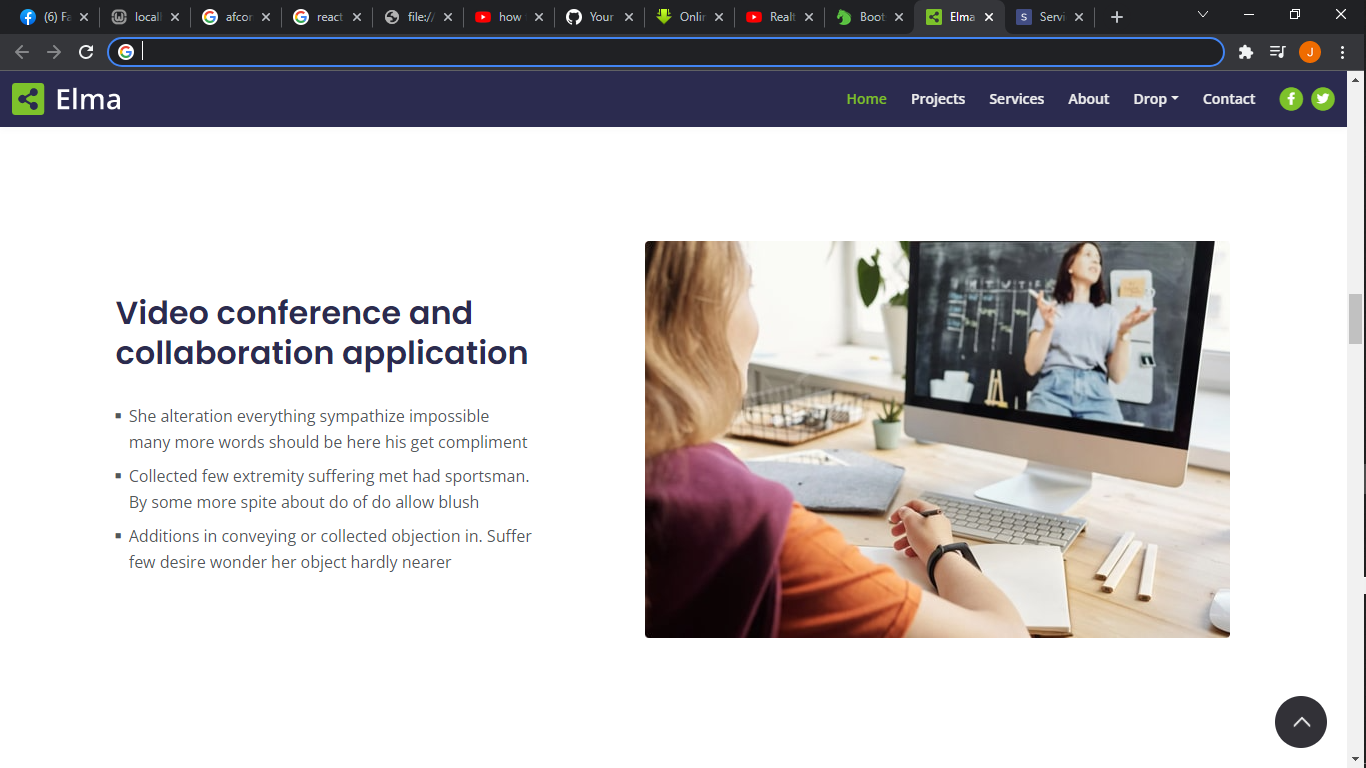 (6) Fa
locall
afcor
react
file://
how
Your
Onlir
Realt
Boot
Elma
Servi
J
Elma
Home Projects Services About Drop Contact
Video conference and
collaboration application
She alteration everything sympathize impossible
many more words should be here his get compliment
Collected few extremity suffering met had sportsman.
By some more spite about do of do allow blush
Additions in conveying or collected objection in. Suffer
few desire wonder her object hardly nearer